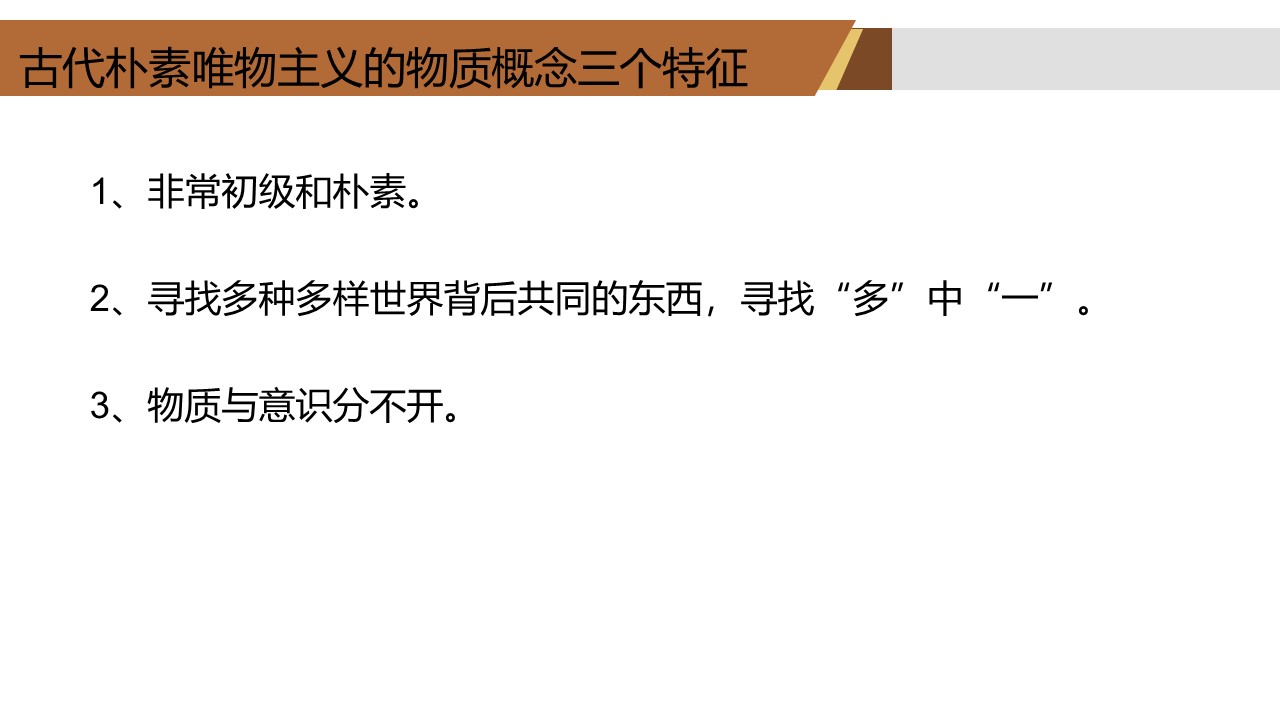 古代朴素唯物主义的物质概念三个特征
1、非常初级和朴素。
2、寻找多种多样世界背后共同的东西，寻找“多”中“一”。
3、物质与意识分不开。